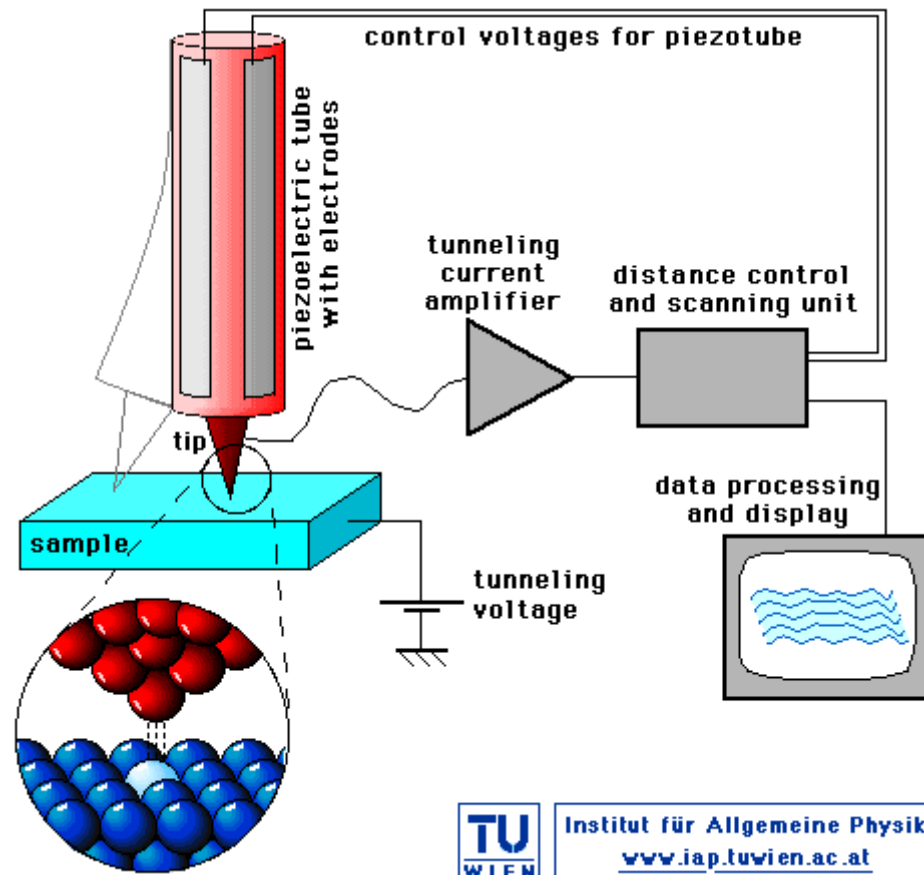 control voltages for piezotube
piezoelectric tube
with electrodes
tunneling
current
amplifier
distance control
and scanning unit
tip
data processing
and display
sample
tunneling
voltage
TU
WIEN
Institut für Allgemeine Physik
www.iap.tuwien.ac.at